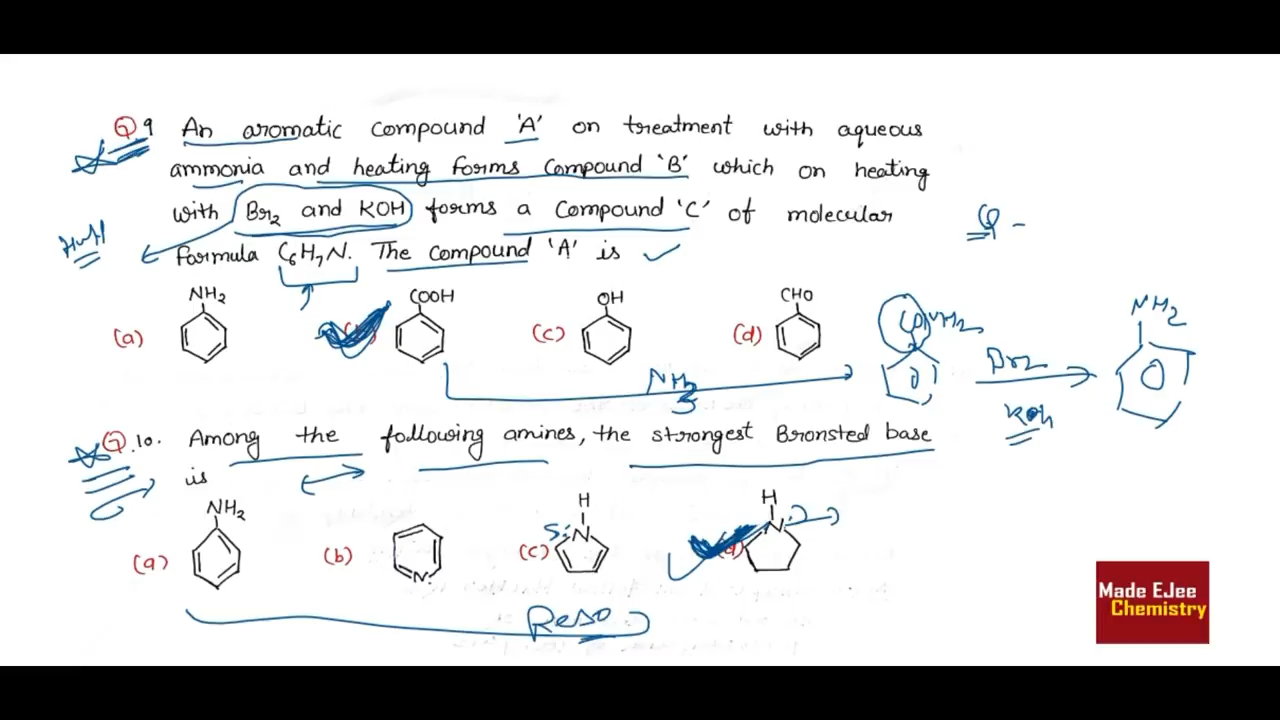 Q 9 An aromatic compound 'A' on treatment with aqueous
ammonia and heating forms compound 'B' which on heating
with Br2 and KOH forms a compound 'C' of molecular
formula C6H7N. The compound 'A' is
Q -
(a) NH2
COOH
(c) OH
(d) CHO
CONH2
Br2
KOH
NH2
NH3
Q.10. Among the following amines, the strongest Bronsted base
is
(a) NH2
(b) N
(c) H N
(d) H N
Reso
Made EJee
Chemistry